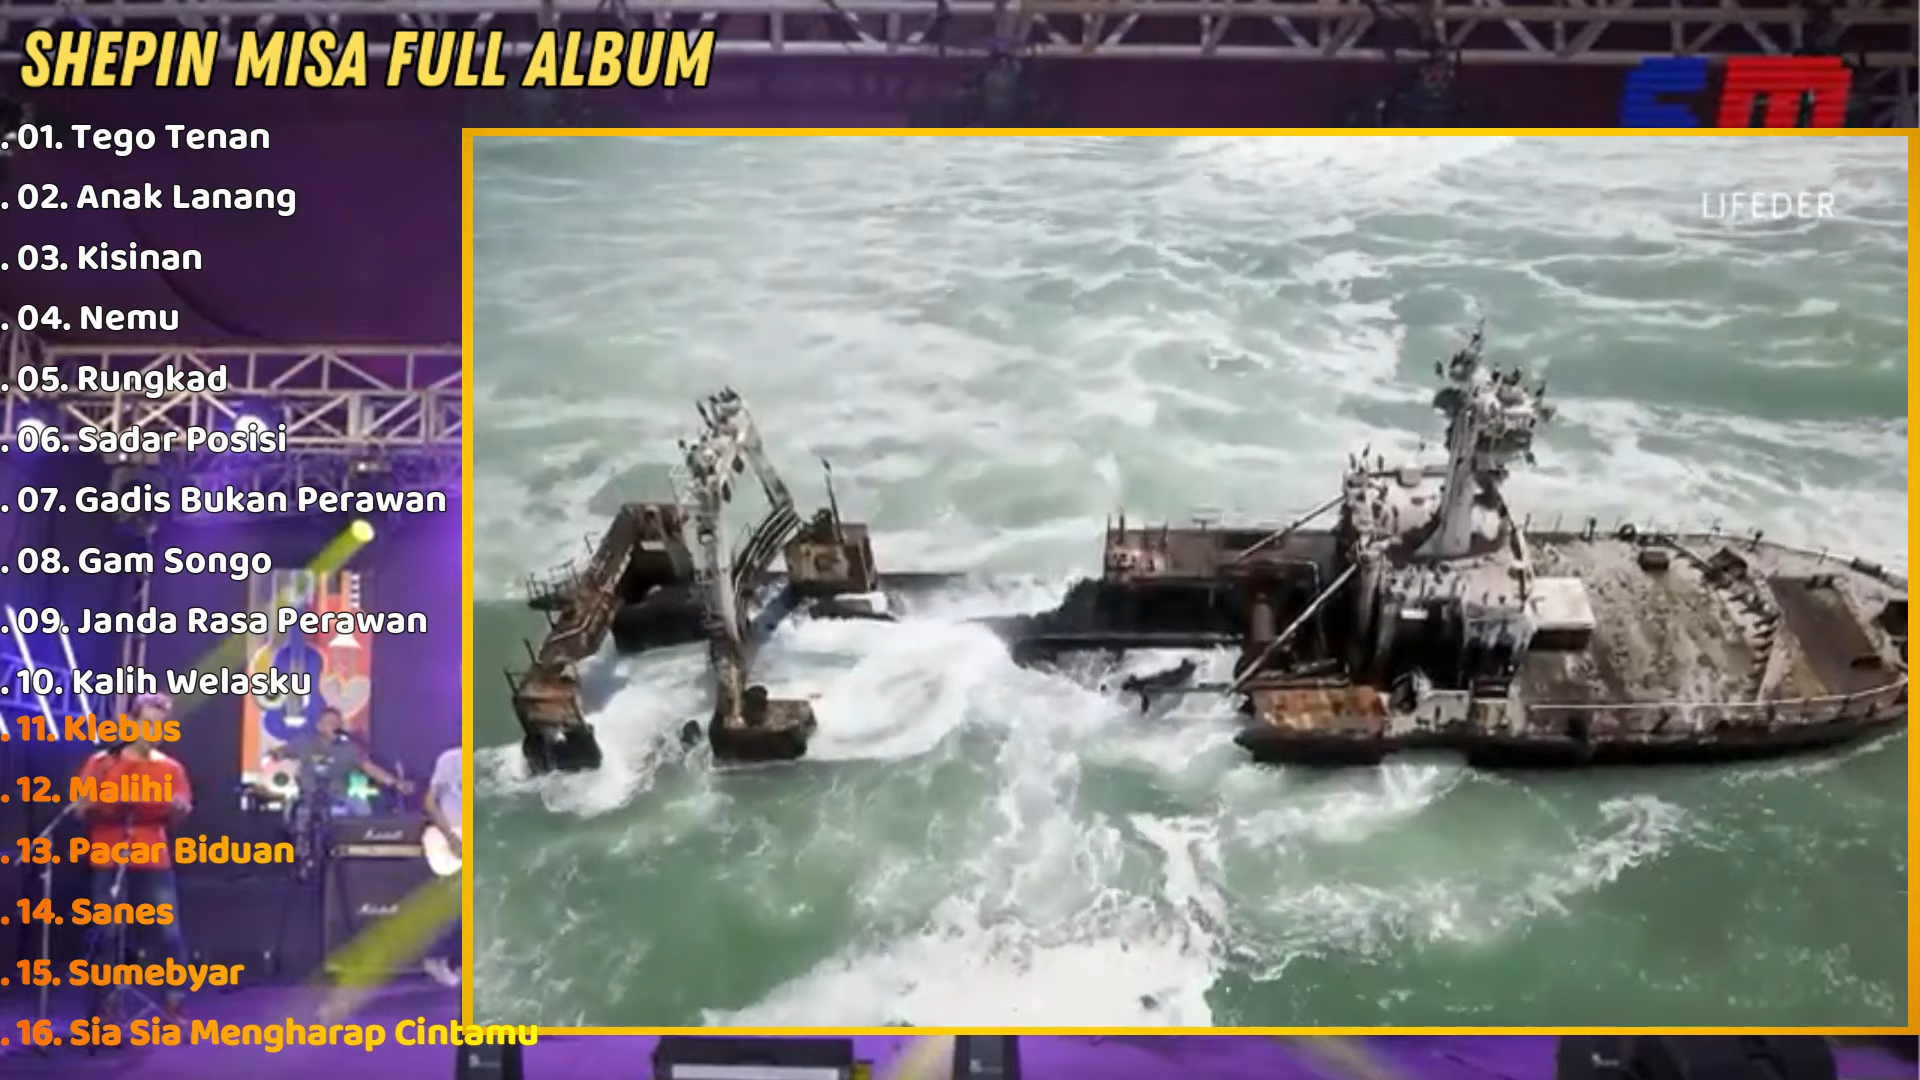 SHEPIN MISA FULL ALBUM
. 01. Tego Tenan
. 02. Anak Lanang
. 03. Kisinan
. 04. Nemu
. 05. Rungkad
. 06. Sadar Posisi
. 07. Gadis Bukan Perawan
. 08. Gam Songo
. 09. Janda Rasa Perawan
. 10. Kalih Welasku
. 11. Klebus
. 12. Malihi
. 13. Pacar Biduan
. 14. Sanes
. 15. Sumebyar
. 16. Sia Sia Mengharap Cintamu
LIFEDER
Marshall
Marshall